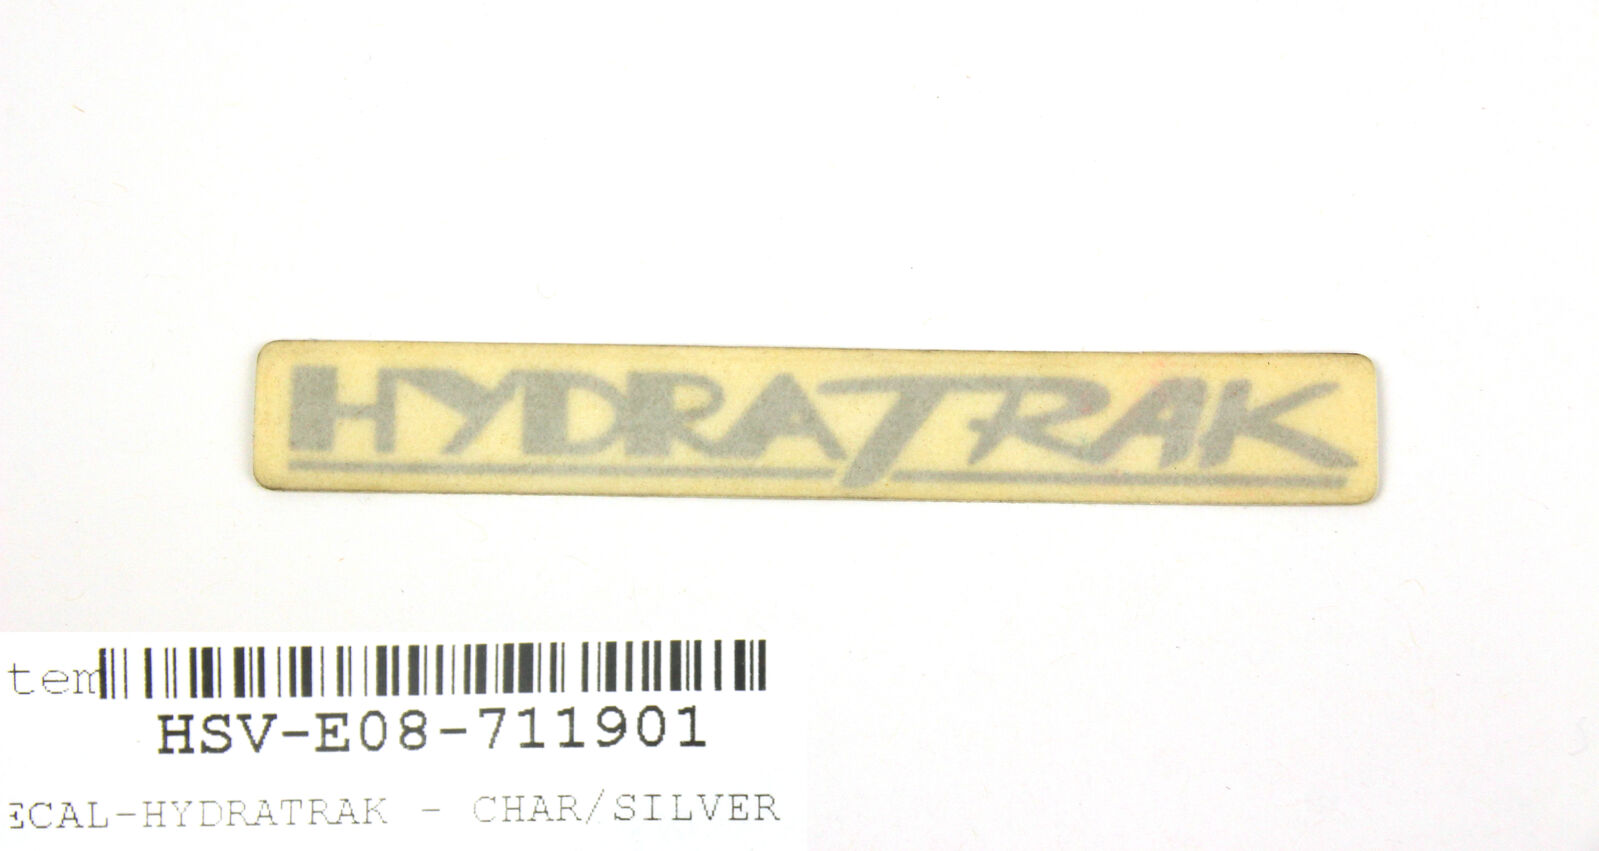 HYDRATRAK
tem
HSV-E08-711901
ECAL-HYDRATRAK - CHAR/SILVER